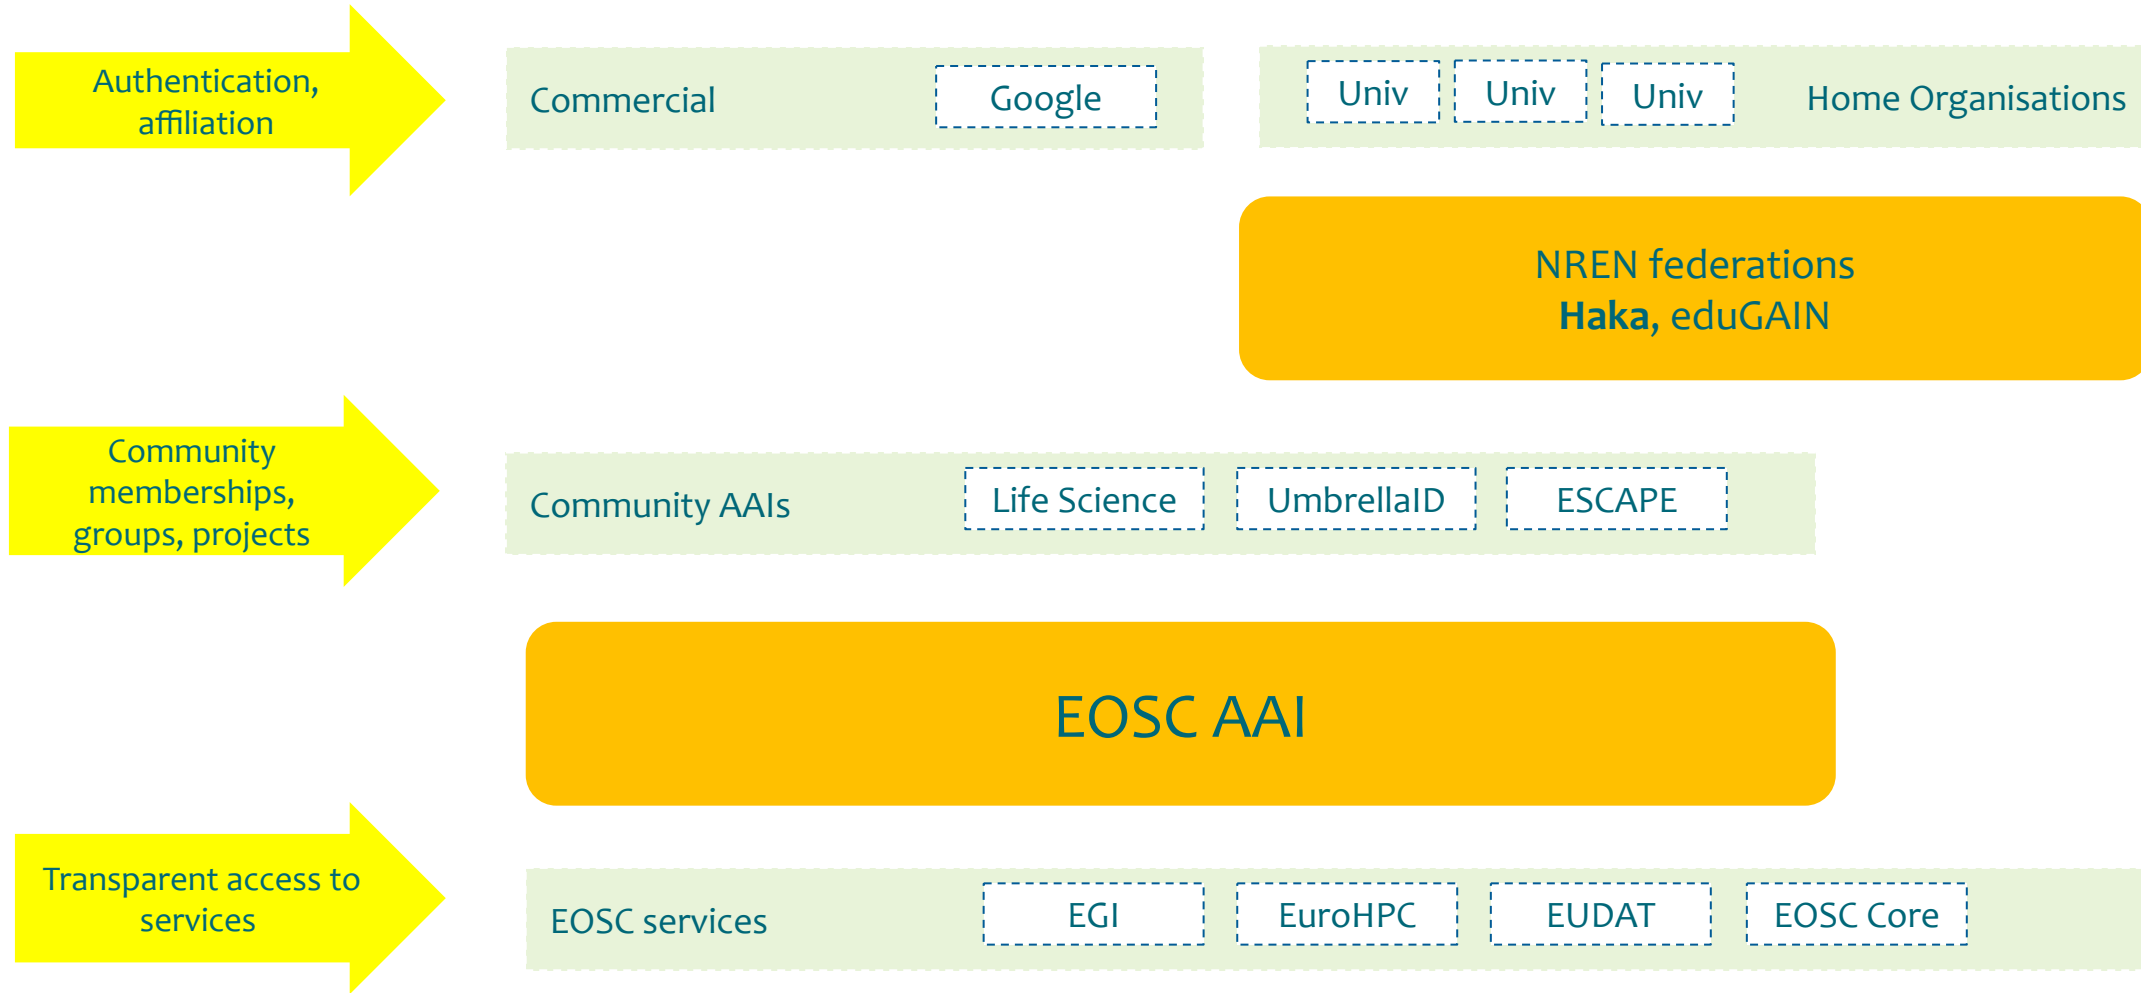 Authentication,
affiliation
Commercial
Google
Univ
Univ
Univ
Home Organisations
NREN federations
Haka, eduGAIN
Community
memberships,
groups, projects
Community AAIs
Life Science
UmbrellaID
ESCAPE
EOSC AAI
Transparent access to
services
EOSC services
EGI
EuroHPC
EUDAT
EOSC Core